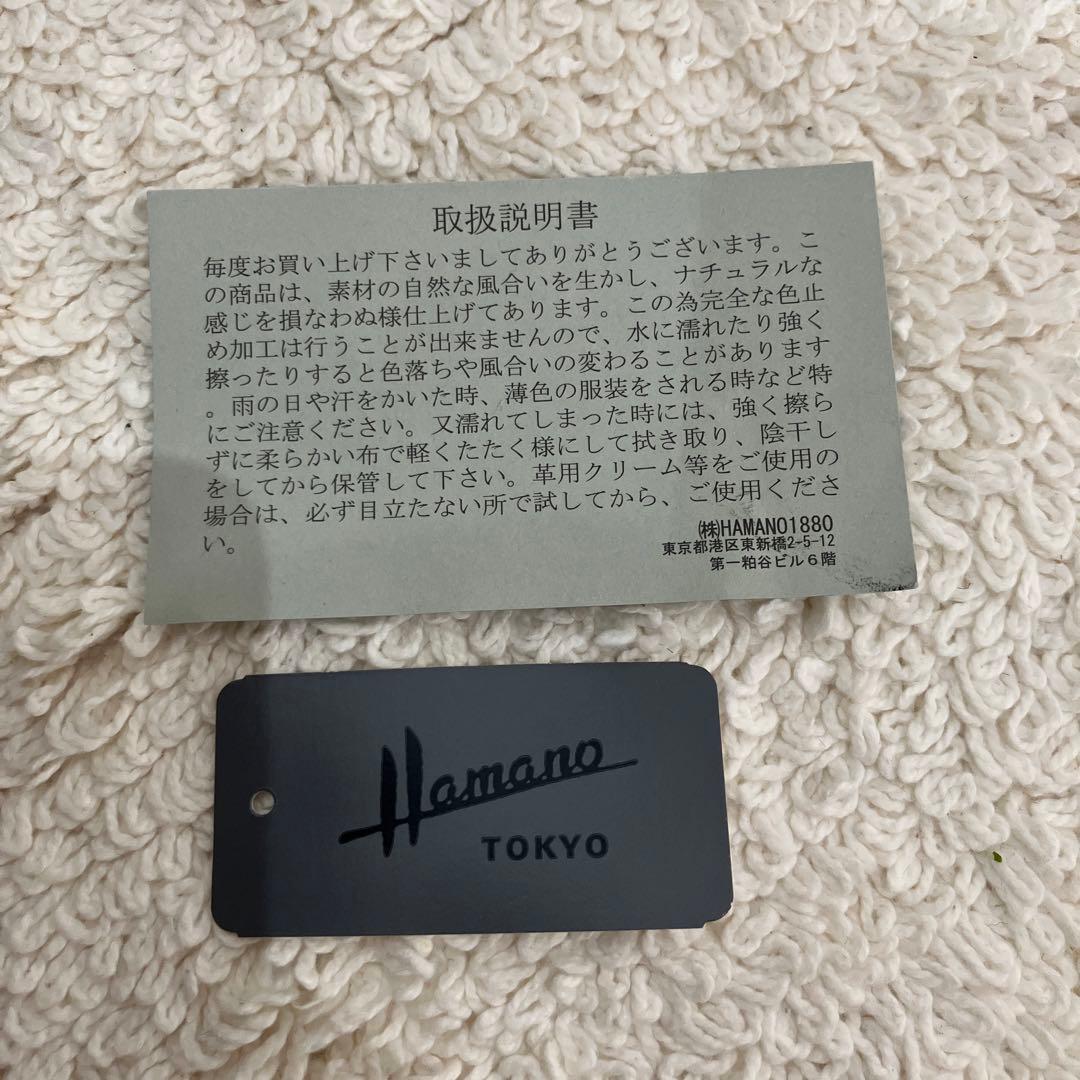 取扱説明書
毎度お買い上げ下さいましてありがとうございます。こ
の商品は、素材の自然な風合いを生かし、ナチュラルな
感じを損なわぬ様仕上げてあります。この為完全な色止
め加工は行うことが出来ませんので、水に濡れたり強く
擦ったりすると色落ちや風合いの変わることがあります
。雨の日や汗をかいた時、薄色の服装をされる時など特
にご注意ください。又濡れてしまった時には、強く擦ら
ずに柔らかい布で軽くたたく様にして拭き取り、陰干し
をしてから保管して下さい。革用クリーム等をご使用の
場合は、必ず目立たない所で試してから、ご使用くださ
い。
㈱HAMANO1880
東京都港区東新橋2-5-12
第一粕谷ビル６階
Hamano
TOKYO